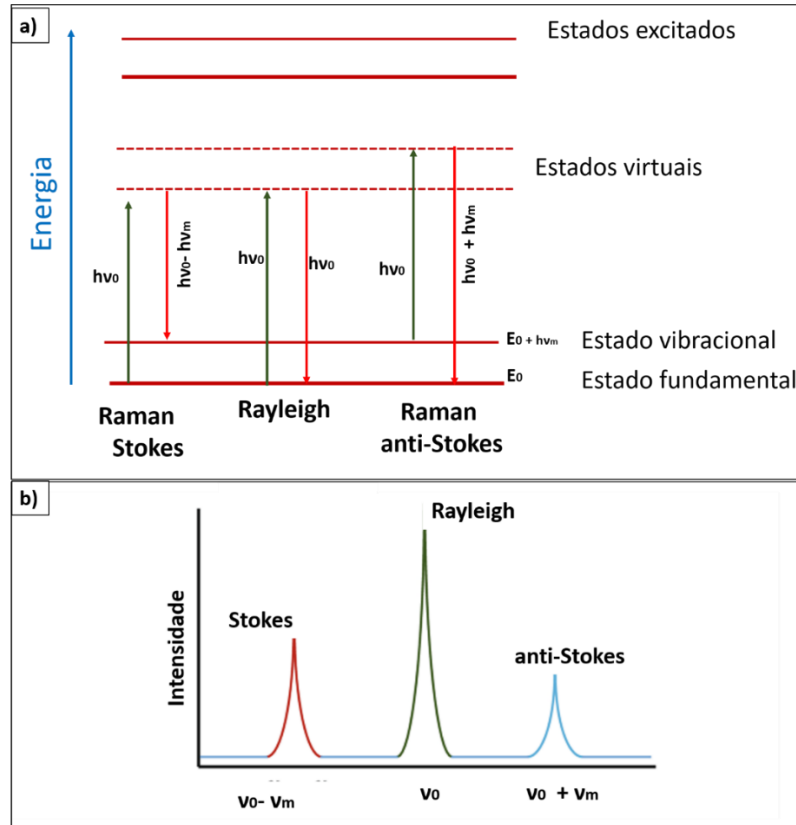 a)
Estados excitados
Estados virtuais
Energia
hν₀
hν₀- hνₘ
hν₀
hν₀
hν₀
hν₀ + hνₘ
E₀ + hνₘ
Estado vibracional
E₀
Estado fundamental
Raman
Stokes
Rayleigh
Raman
anti-Stokes
b)
Rayleigh
Stokes
anti-Stokes
Intensidade
ν₀- νₘ
ν₀
ν₀ + νₘ